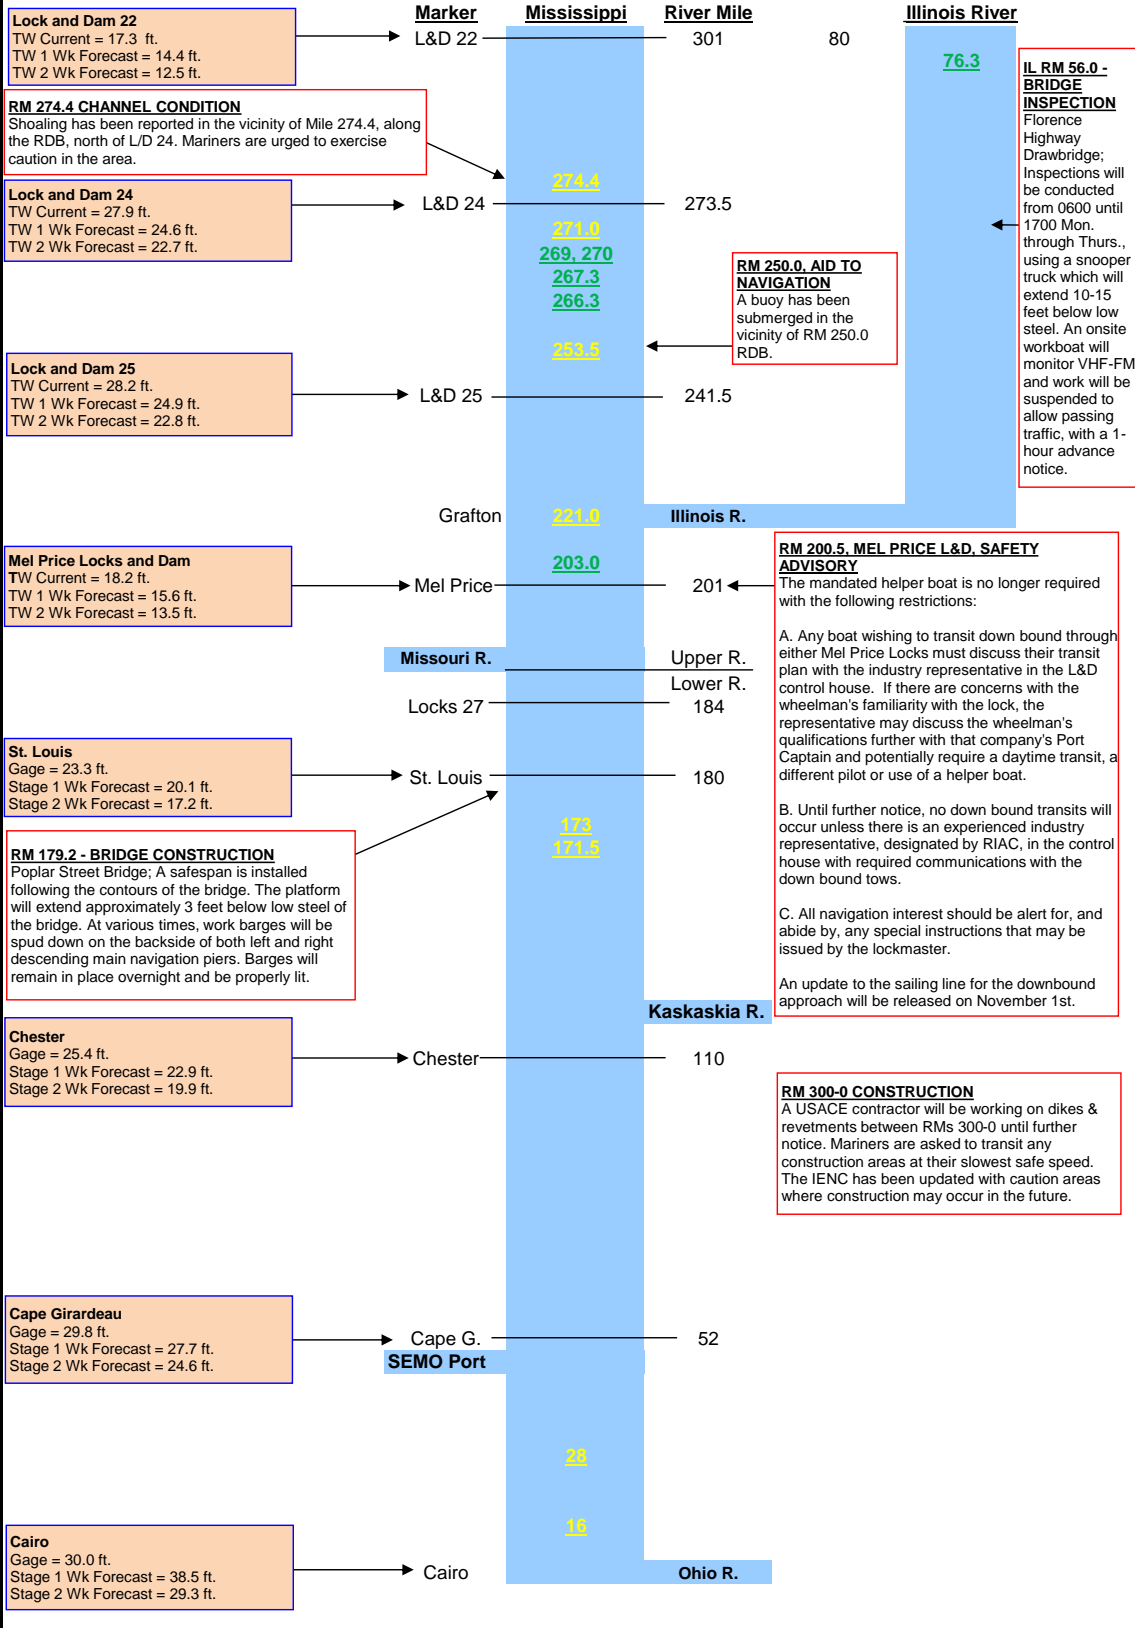 Marker Mississippi River Mile Illinois River
Lock and Dam 22
TW Current = 17.3  ft.
TW 1 Wk Forecast = 14.4 ft.
TW 2 Wk Forecast = 12.5 ft.
L&D 22 301 80
76.3
IL RM 56.0 -
BRIDGE
INSPECTION
Florence
Highway
Drawbridge;
Inspections will
be conducted
from 0600 until
1700 Mon.
through Thurs.,
using a snooper
truck which will
extend 10-15
feet below low
steel. An onsite
workboat will
monitor VHF-FM
and work will be
suspended to
allow passing
traffic, with a 1-
hour advance
notice.
RM 274.4 CHANNEL CONDITION
Shoaling has been reported in the vicinity of Mile 274.4, along
the RDB, north of L/D 24. Mariners are urged to exercise
caution in the area.
274.4
Lock and Dam 24
TW Current = 27.9 ft.
TW 1 Wk Forecast = 24.6 ft.
TW 2 Wk Forecast = 22.7 ft.
L&D 24 273.5
271.0
269, 270
267.3
266.3
RM 250.0, AID TO
NAVIGATION
A buoy has been
submerged in the
vicinity of RM 250.0
RDB.
253.5
Lock and Dam 25
TW Current = 28.2 ft.
TW 1 Wk Forecast = 24.9 ft.
TW 2 Wk Forecast = 22.8 ft.
L&D 25 241.5
Grafton 221.0 Illinois R.
203.0
Mel Price Locks and Dam
TW Current = 18.2 ft.
TW 1 Wk Forecast = 15.6 ft.
TW 2 Wk Forecast = 13.5 ft.
Mel Price 201
RM 200.5, MEL PRICE L&D, SAFETY
ADVISORY
The mandated helper boat is no longer required
with the following restrictions:
A. Any boat wishing to transit down bound through
either Mel Price Locks must discuss their transit
plan with the industry representative in the L&D
control house.  If there are concerns with the
wheelman's familiarity with the lock, the
representative may discuss the wheelman's
qualifications further with that company's Port
Captain and potentially require a daytime transit, a
different pilot or use of a helper boat.
B. Until further notice, no down bound transits will
occur unless there is an experienced industry
representative, designated by RIAC, in the control
house with required communications with the
down bound tows.
C. All navigation interest should be alert for, and
abide by, any special instructions that may be
issued by the lockmaster.
An update to the sailing line for the downbound
approach will be released on November 1st.
Missouri R. Upper R.
Lower R.
Locks 27 184
St. Louis
Gage = 23.3 ft.
Stage 1 Wk Forecast = 20.1 ft.
Stage 2 Wk Forecast = 17.2 ft.
St. Louis 180
173
171.5
RM 179.2 - BRIDGE CONSTRUCTION
Poplar Street Bridge; A safespan is installed
following the contours of the bridge. The platform
will extend approximately 3 feet below low steel of
the bridge. At various times, work barges will be
spud down on the backside of both left and right
descending main navigation piers. Barges will
remain in place overnight and be properly lit.
Kaskaskia R.
Chester
Gage = 25.4 ft.
Stage 1 Wk Forecast = 22.9 ft.
Stage 2 Wk Forecast = 19.9 ft.
Chester 110
RM 300-0 CONSTRUCTION
A USACE contractor will be working on dikes &
revetments between RMs 300-0 until further
notice. Mariners are asked to transit any
construction areas at their slowest safe speed.
The IENC has been updated with caution areas
where construction may occur in the future.
Cape Girardeau
Gage = 29.8 ft.
Stage 1 Wk Forecast = 27.7 ft.
Stage 2 Wk Forecast = 24.6 ft.
Cape G. 52
SEMO Port
28
16
Cairo
Gage = 30.0 ft.
Stage 1 Wk Forecast = 38.5 ft.
Stage 2 Wk Forecast = 29.3 ft.
Cairo Ohio R.